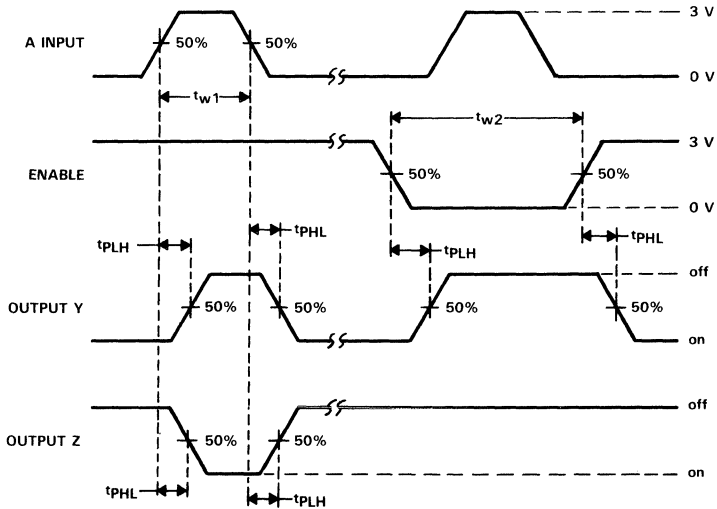 3 V
A INPUT
50%
50%
0 V
tw1
tw2
3 V
ENABLE
50%
50%
0 V
tPLH
tPHL
tPLH
tPHL
off
OUTPUT Y
50%
50%
50%
50%
on
off
OUTPUT Z
50%
50%
on
tPHL
tPLH